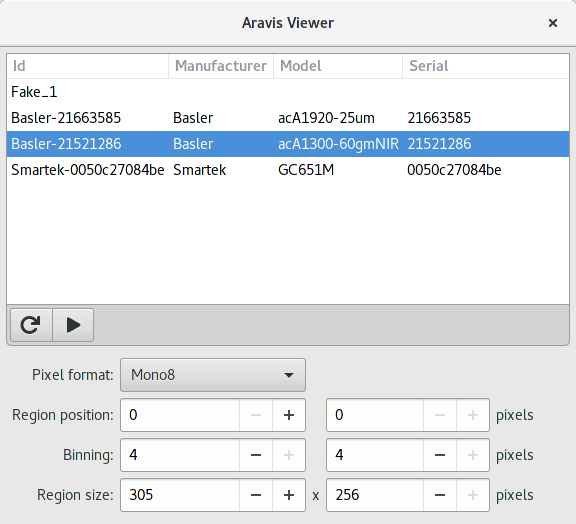 Aravis Viewer
Id Manufacturer Model Serial
Fake_1
Basler-21663585 Basler acA1920-25um 21663585
Basler-21521286 Basler acA1300-60gmNIR 21521286
Smartek-0050c27084be Smartek GC651M 0050c27084be
Pixel format: Mono8
Region position: 0 0 pixels
Binning: 4 4 pixels
Region size: 305 x 256 pixels